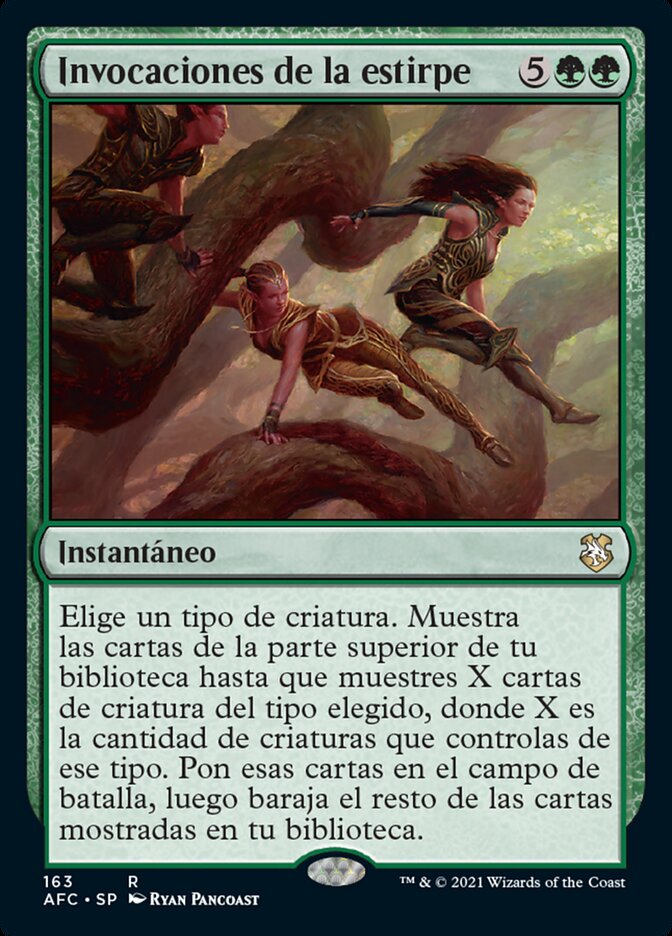 Invocaciones de la estirpe 5
Instantáneo
Elige un tipo de criatura. Muestra
las cartas de la parte superior de tu
biblioteca hasta que muestres X cartas
de criatura del tipo elegido, donde X es
la cantidad de criaturas que controlas de
ese tipo. Pon esas cartas en el campo de
batalla, luego baraja el resto de las cartas
mostradas en tu biblioteca.
163 R
AFC • SP Ryan Pancoast
™ & © 2021 Wizards of the Coast